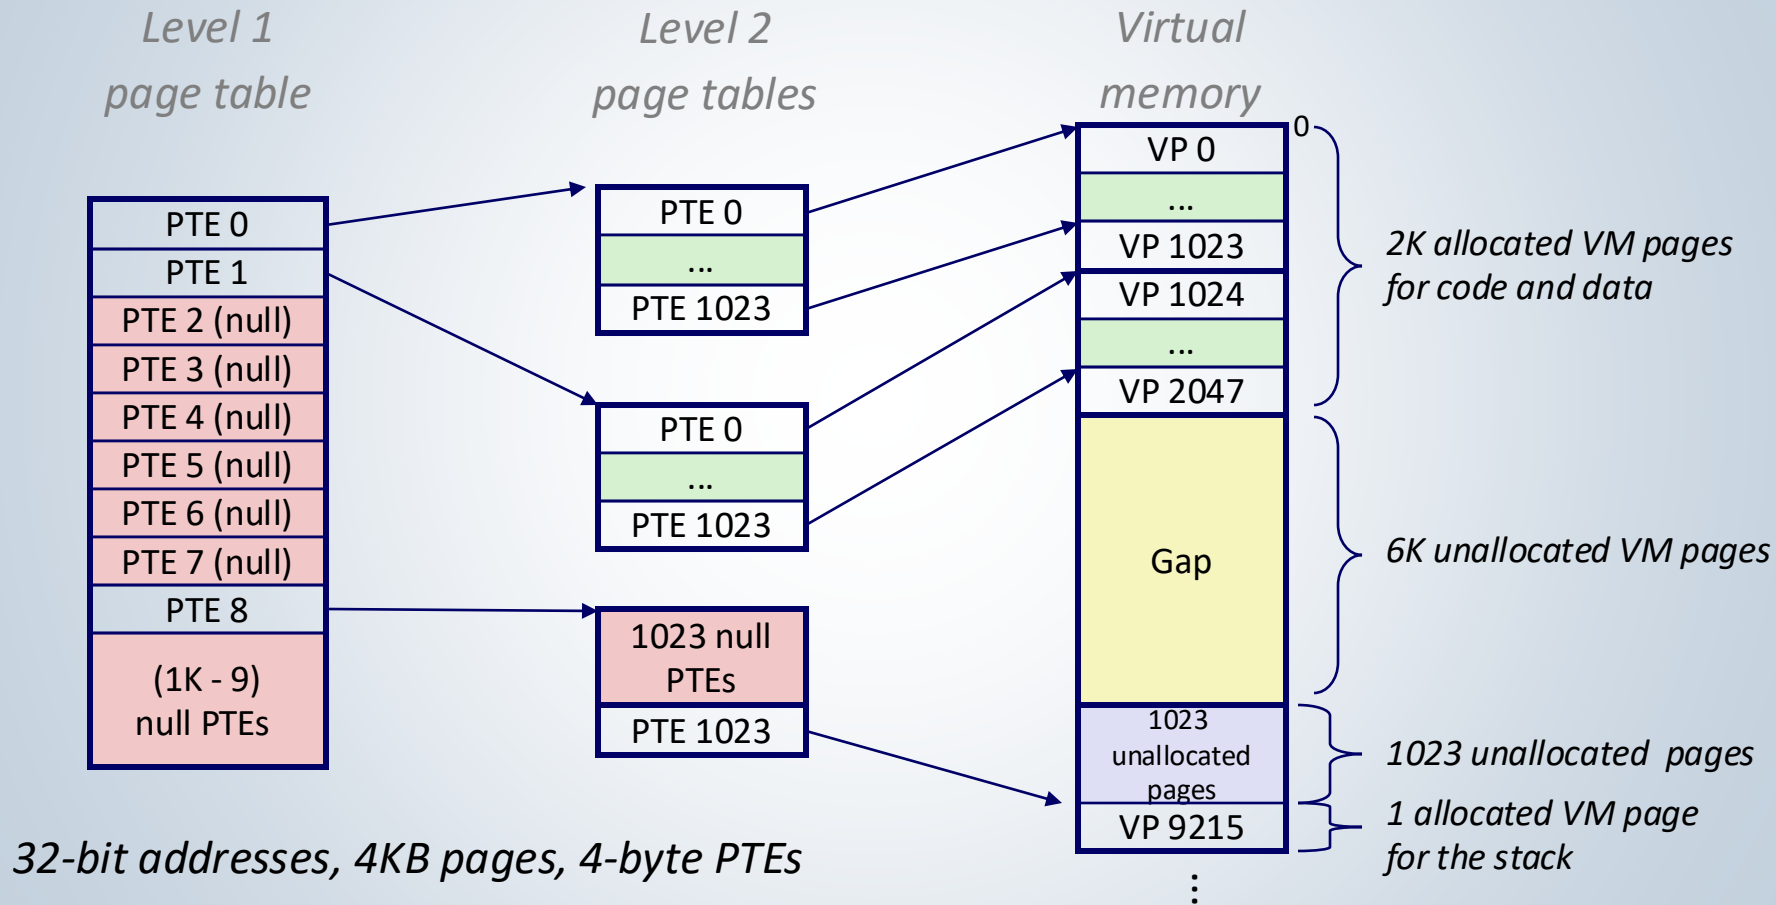 Level 1
page table
Level 2
page tables
Virtual
memory
PTE 0
PTE 1
PTE 2 (null)
PTE 3 (null)
PTE 4 (null)
PTE 5 (null)
PTE 6 (null)
PTE 7 (null)
PTE 8
(1K - 9)
null PTEs
PTE 0
...
PTE 1023
PTE 0
...
PTE 1023
1023 null
PTEs
PTE 1023
0
VP 0
...
VP 1023
VP 1024
...
VP 2047
Gap
1023
unallocated
pages
VP 9215
⋮
2K allocated VM pages
for code and data
6K unallocated VM pages
1023 unallocated pages
1 allocated VM page
for the stack
32-bit addresses, 4KB pages, 4-byte PTEs